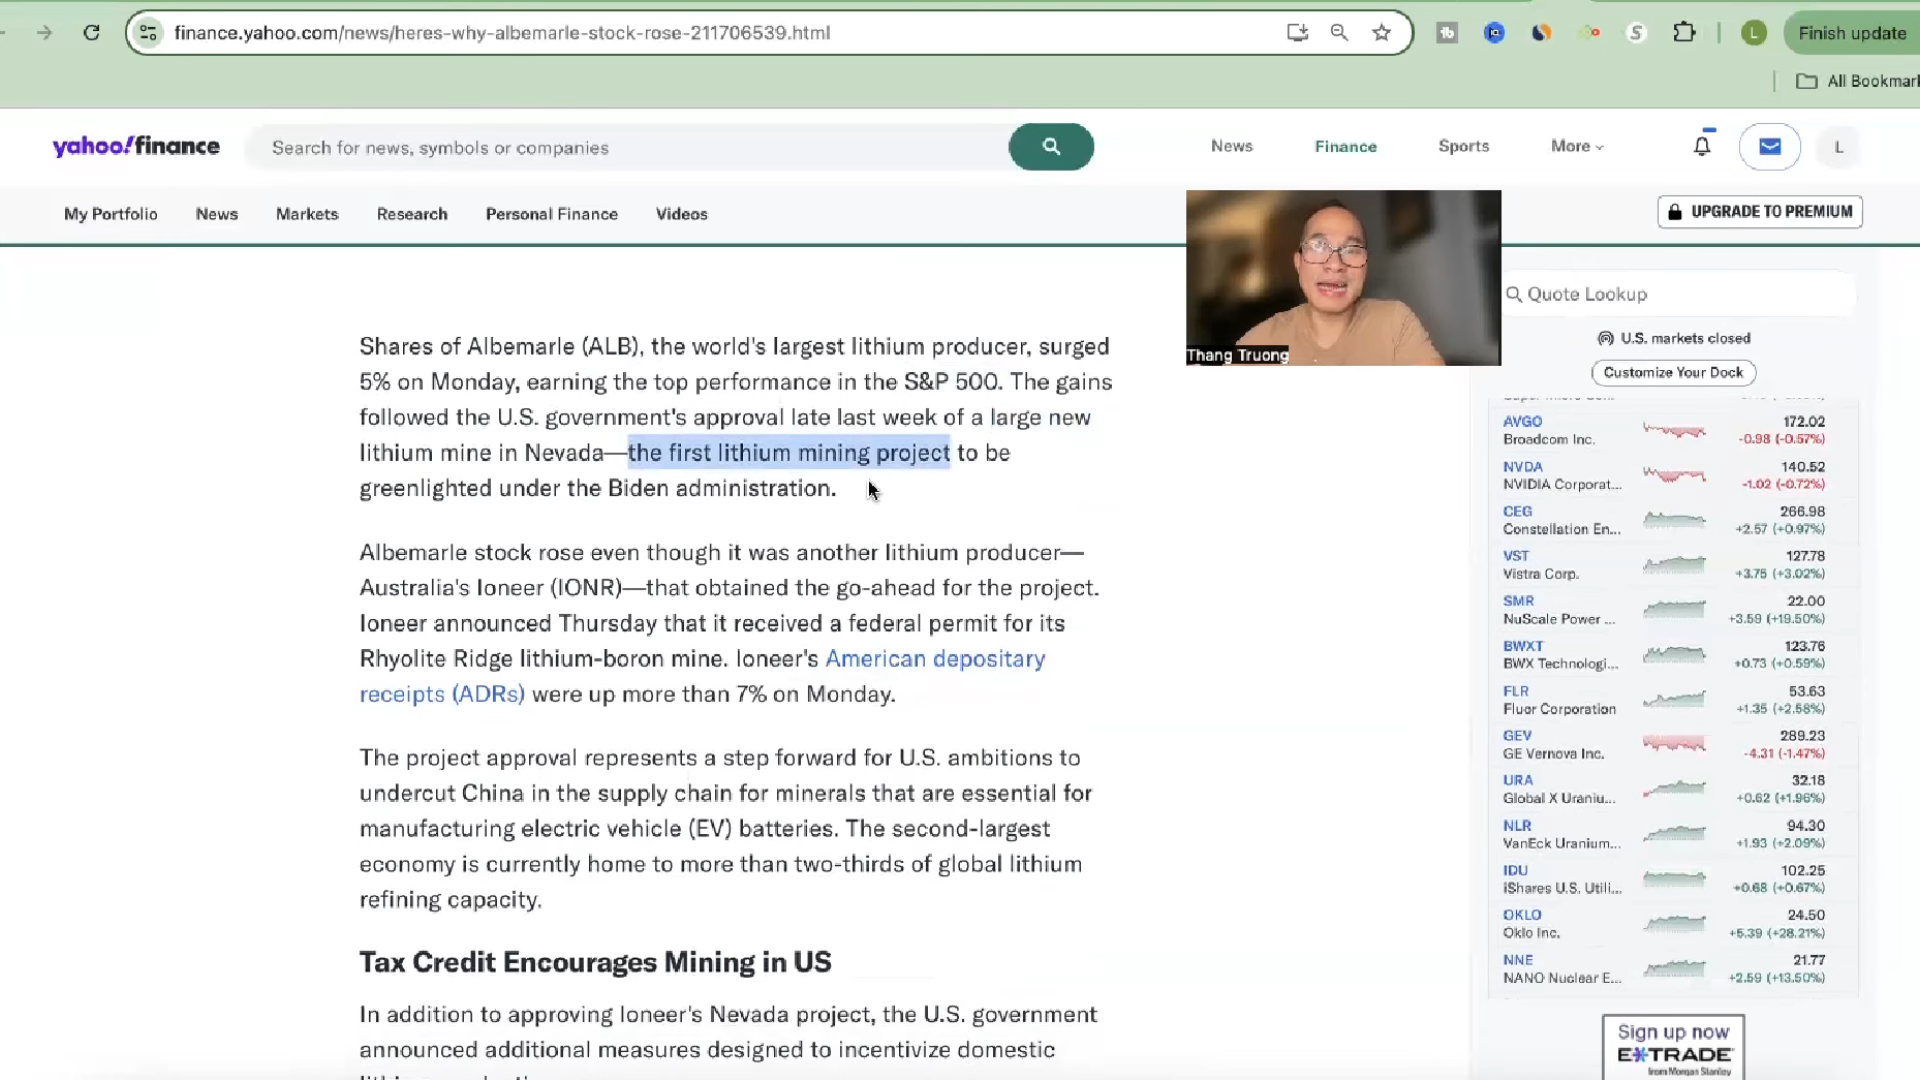 finance.yahoo.com/news/heres-why-albemarle-stock-rose-211706539.html
L
Finish update
All Bookmar
yahoo!finance
Search for news, symbols or companies
News
Finance
Sports
More
L
My Portfolio
News
Markets
Research
Personal Finance
Videos
UPGRADE TO PREMIUM
Thang Truong
Shares of Albemarle (ALB), the world's largest lithium producer, surged
5% on Monday, earning the top performance in the S&P 500. The gains
followed the U.S. government's approval late last week of a large new
lithium mine in Nevada—the first lithium mining project to be
greenlighted under the Biden administration.
Albemarle stock rose even though it was another lithium producer—
Australia's Ioneer (IONR)—that obtained the go-ahead for the project.
Ioneer announced Thursday that it received a federal permit for its
Rhyolite Ridge lithium-boron mine. Ioneer's American depositary
receipts (ADRs) were up more than 7% on Monday.
The project approval represents a step forward for U.S. ambitions to
undercut China in the supply chain for minerals that are essential for
manufacturing electric vehicle (EV) batteries. The second-largest
economy is currently home to more than two-thirds of global lithium
refining capacity.
Tax Credit Encourages Mining in US
In addition to approving Ioneer's Nevada project, the U.S. government
announced additional measures designed to incentivize domestic
Quote Lookup
U.S. markets closed
Customize Your Dock
AVGO 172.02
Broadcom Inc. -0.98 (-0.57%)
NVDA 140.52
NVIDIA Corporat... -1.02 (-0.72%)
CEG 266.98
Constellation En... +2.57 (+0.97%)
VST 127.78
Vistra Corp. +3.75 (+3.02%)
SMR 22.00
NuScale Power ... +3.59 (+19.50%)
BWXT 123.76
BWX Technologi... +0.73 (+0.59%)
FLR 53.63
Fluor Corporation +1.35 (+2.58%)
GEV 289.23
GE Vernova Inc. -4.31 (-1.47%)
URA 32.18
Global X Uraniu... +0.62 (+1.96%)
NLR 94.30
VanEck Uranium... +1.93 (+2.09%)
IDU 102.25
iShares U.S. Utili... +0.68 (+0.67%)
OKLO 24.50
Oklo Inc. +5.39 (+28.21%)
NNE 21.77
NANO Nuclear E... +2.59 (+13.50%)
Sign up now
E*TRADE
from Morgan Stanley